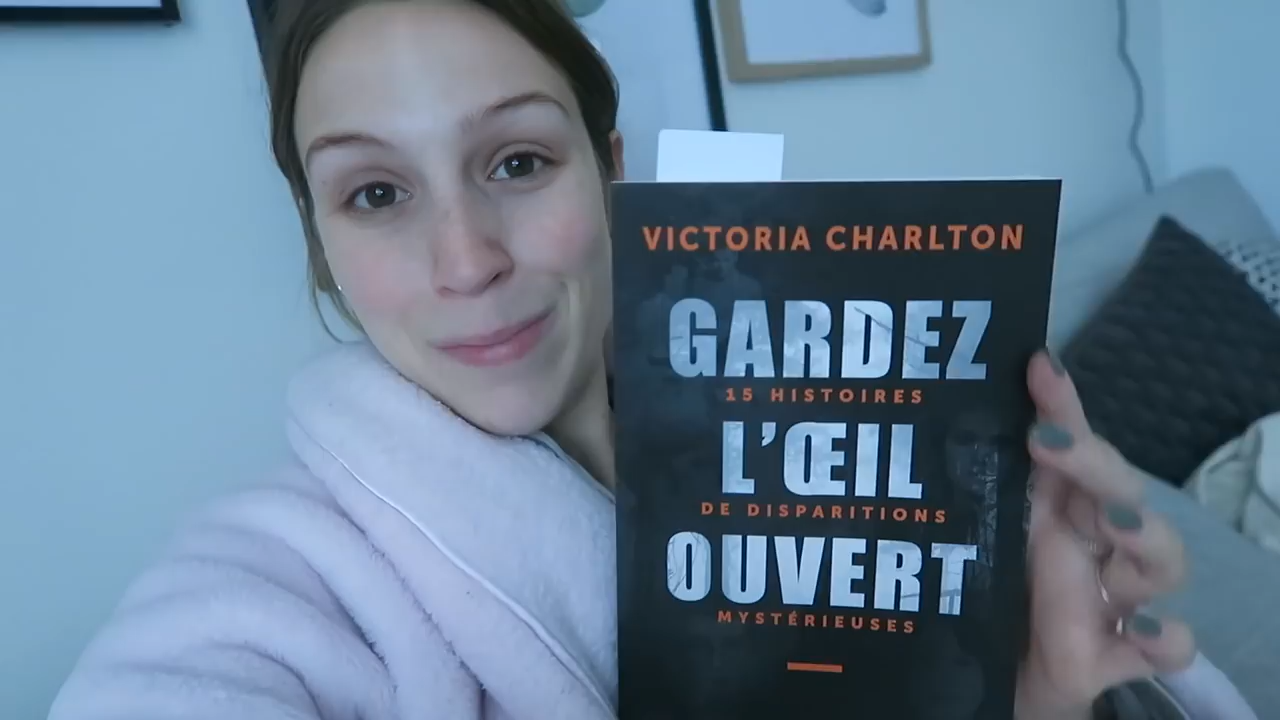 VICTORIA CHARLTON
GARDEZ
15 HISTOIRES
L'ŒIL
DE DISPARITIONS
OUVERT
MYSTÉRIEUSES